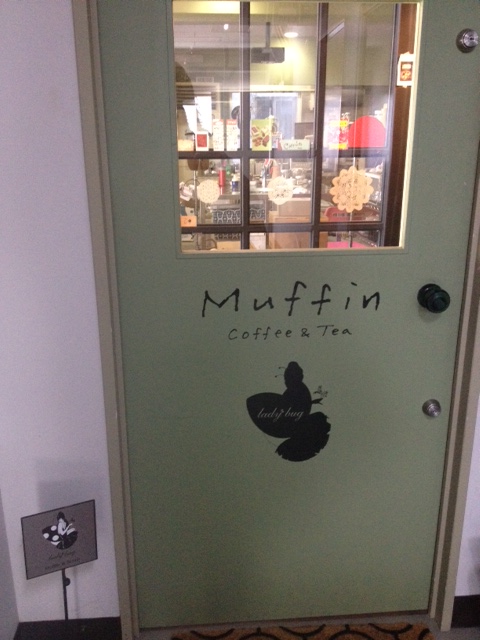 Muffin
Coffee & Tea
lady bug